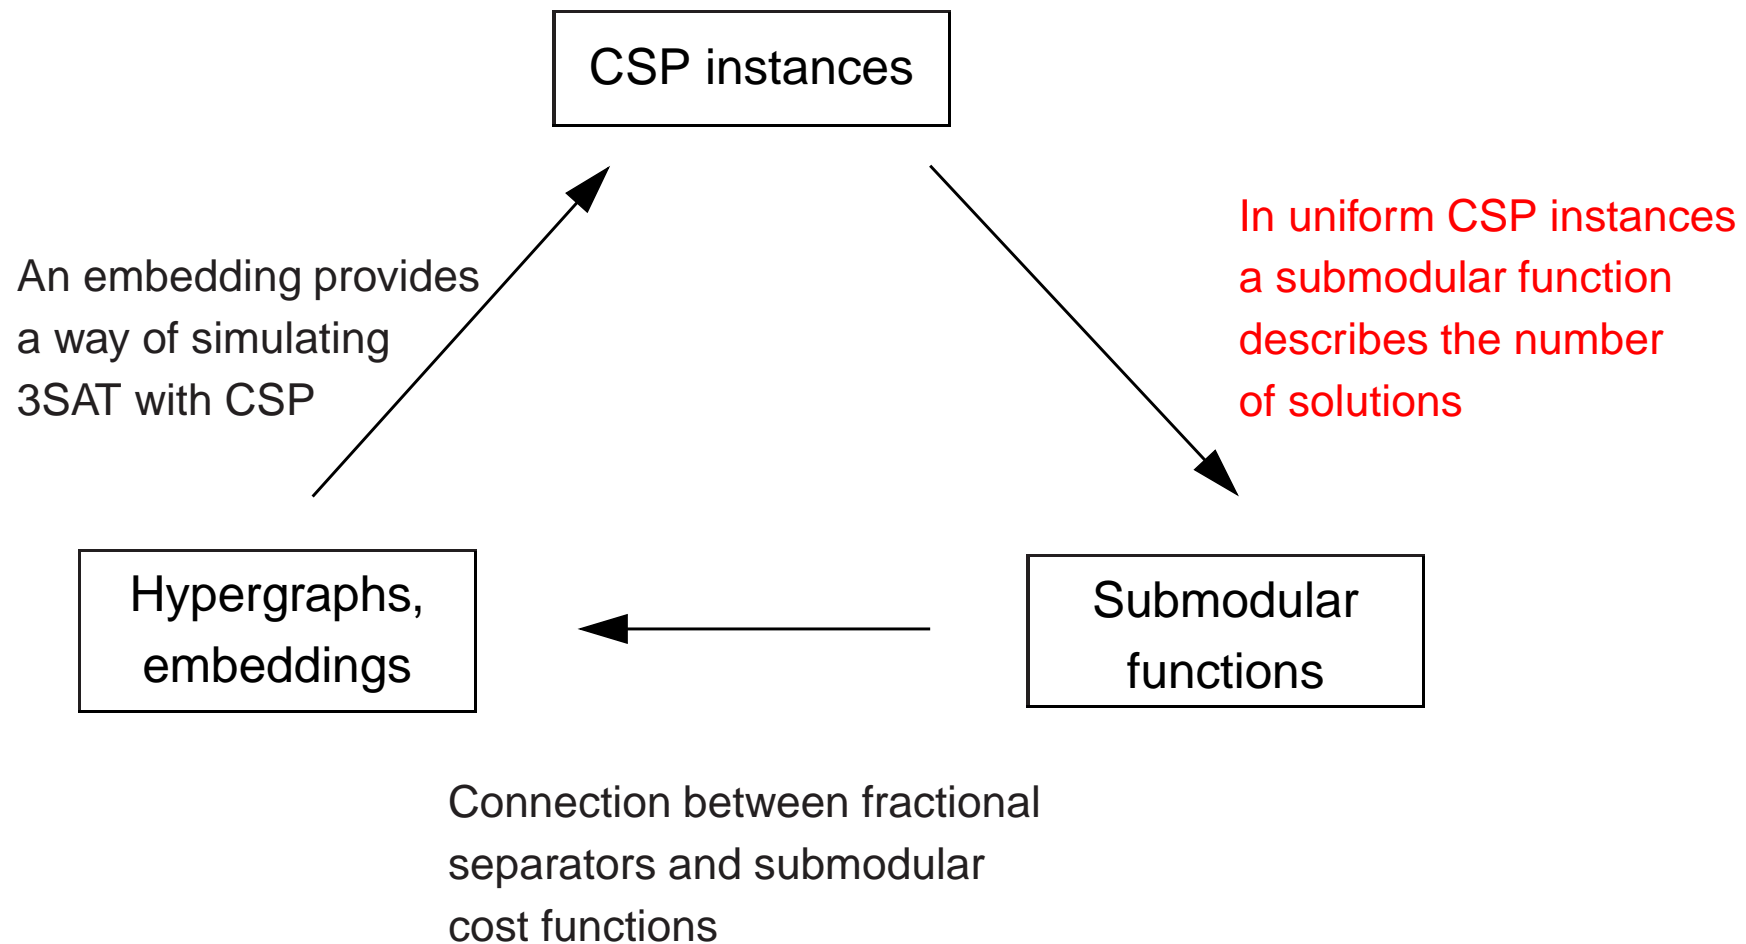 CSP instances
In uniform CSP instances
a submodular function
describes the number
of solutions
An embedding provides
a way of simulating
3SAT with CSP
Hypergraphs,
embeddings
Submodular
functions
Connection between fractional
separators and submodular
cost functions